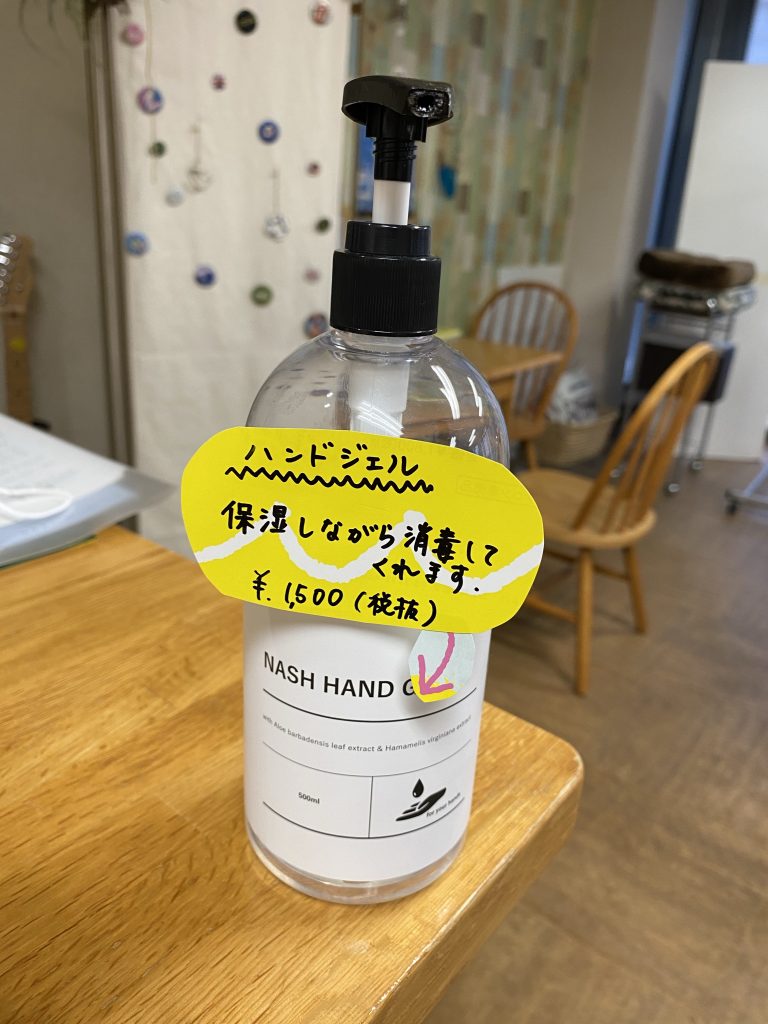 ハンドジェル
保湿しながら消毒して
くれます.
¥.1,500(税抜)
NASH HAND
with Aloe barbadensis leaf extract & Hamamelis virginiana extract
500ml
for your hands